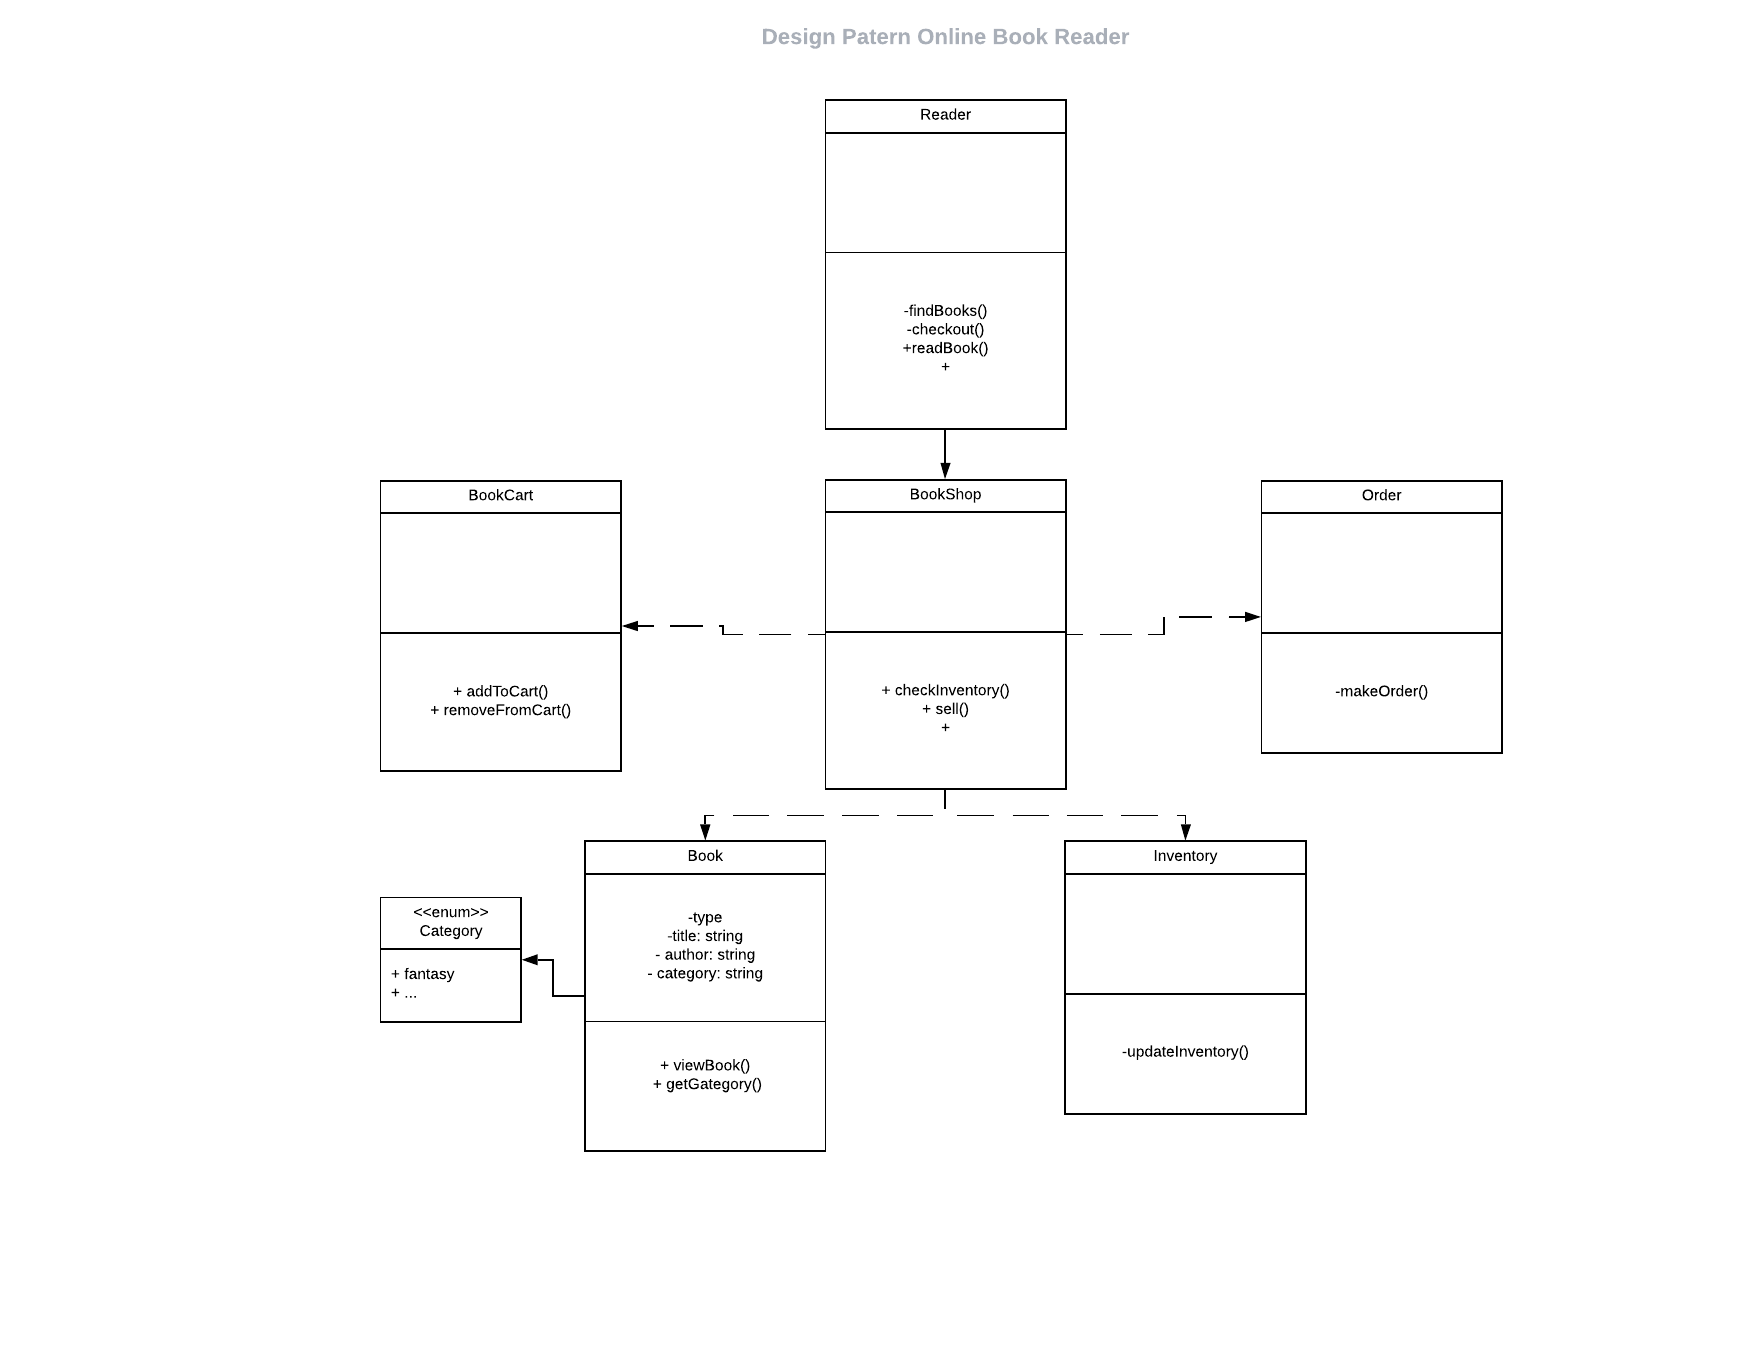 Design Patern Online Book Reader
Reader
-findBooks()
-checkout()
+readBook()
+
BookCart
+ addToCart()
+ removeFromCart()
BookShop
+ checkInventory()
+ sell()
+
Order
-makeOrder()
<<enum>>
Category
+ fantasy
+ ...
Book
-type
-title: string
- author: string
- category: string
+ viewBook()
+ getGategory()
Inventory
-updateInventory()